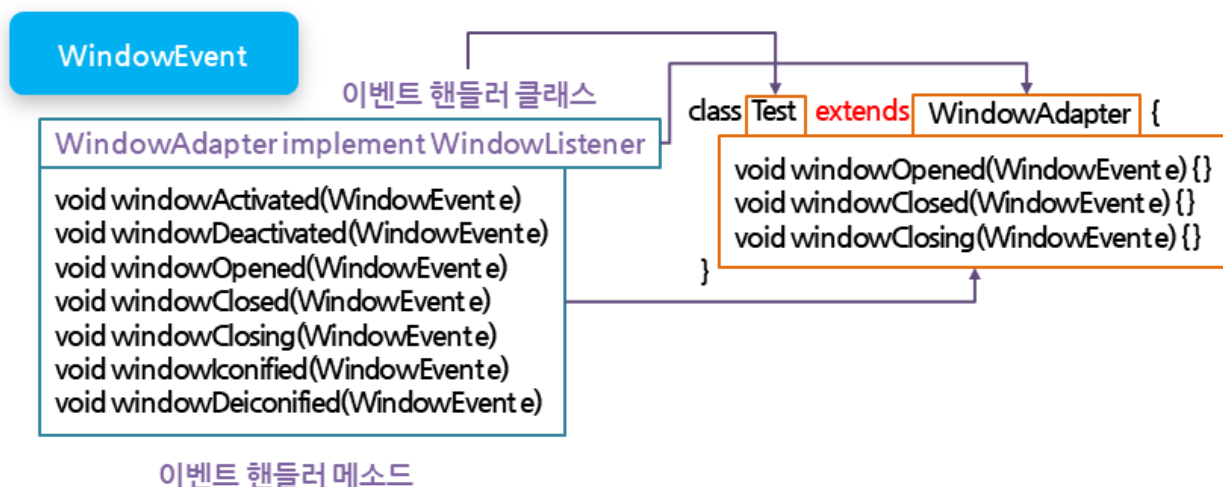 WindowEvent
이벤트 핸들러 클래스
WindowAdapter implement WindowListener
void windowActivated(WindowEvent e)
void windowDeactivated(WindowEvent e)
void windowOpened(WindowEvent e)
void windowClosed(WindowEvent e)
void windowClosing(WindowEvent e)
void windowIconified(WindowEvent e)
void windowDeiconified(WindowEvent e)
이벤트 핸들러 메소드
class Test extends WindowAdapter {
void windowOpened(WindowEvent e) {}
void windowClosed(WindowEvent e) {}
void windowClosing(WindowEvent e) {}
}